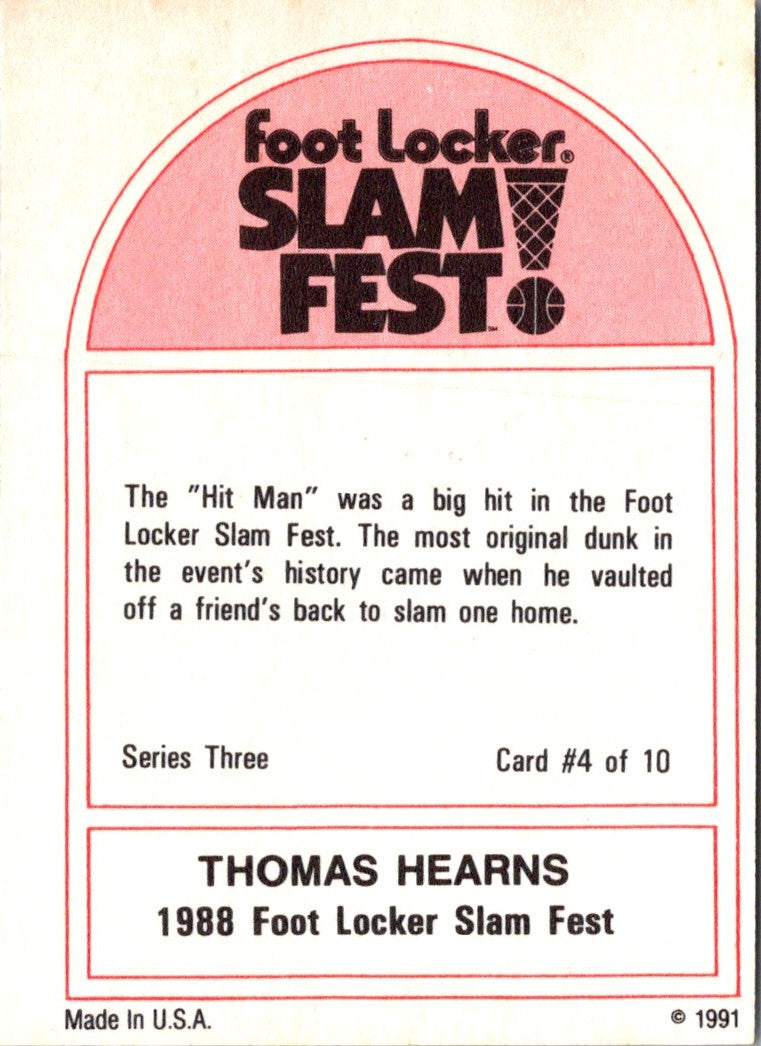 foot Locker®
SLAM
FEST! SM
The "Hit Man" was a big hit in the Foot
Locker Slam Fest. The most original dunk in
the event's history came when he vaulted
off a friend's back to slam one home.
Series Three Card #4 of 10
THOMAS HEARNS
1988 Foot Locker Slam Fest
Made In U.S.A. © 1991